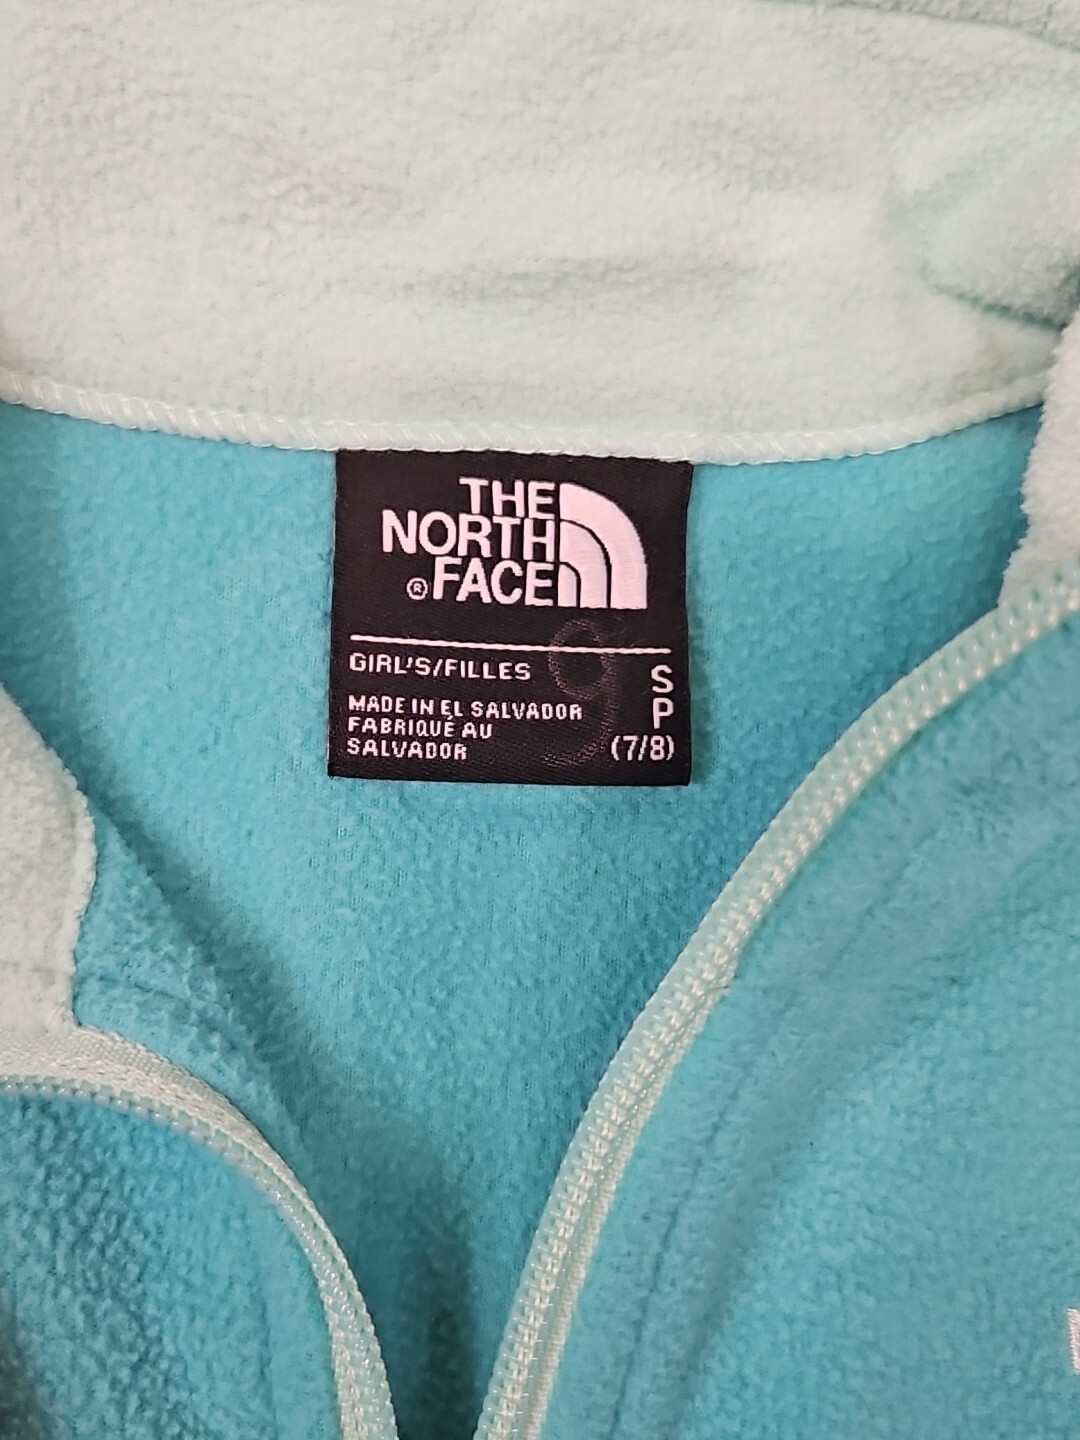 THE
NORTH
®FACE
GIRL'S/FILLES
S
P
(7/8)
MADE IN EL SALVADOR
FABRIQUÉ AU
SALVADOR